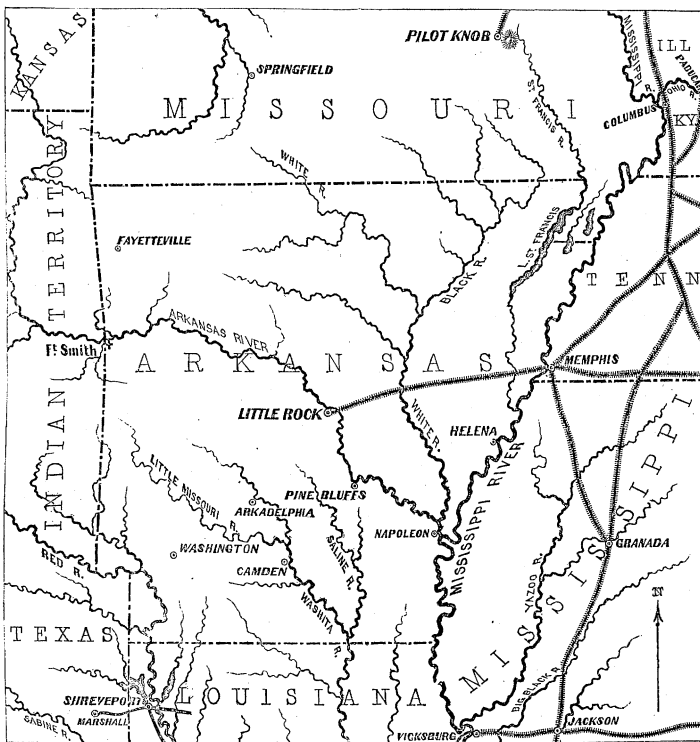 KANSAS
MISSOURI
PILOT KNOB
SPRINGFIELD
ST. FRANCIS R.
MISSISSIPPI R.
ILL
PADUCAH
OHIO R.
COLUMBUS
KY.
WHITE R.
INDIAN TERRITORY
FAYETTEVILLE
L. ST. FRANCIS
BLACK R.
TENN
ARKANSAS RIVER
Ft. Smith
ARKANSAS
MEMPHIS
LITTLE ROCK
WHITE R.
HELENA
MISSISSIPPI RIVER
LITTLE MISSOURI R.
PINE BLUFFS
ARKADELPHIA
NAPOLEON
SALINE R.
WASHINGTON
CAMDEN
WASHITA R.
RED R.
GRANADA
YAZOO R.
MISSISSIPPI
N
TEXAS
LOUISIANA
SHREVEPORT
MARSHALL
SABINE R.
BIG BLACK R.
VICKSBURG
JACKSON